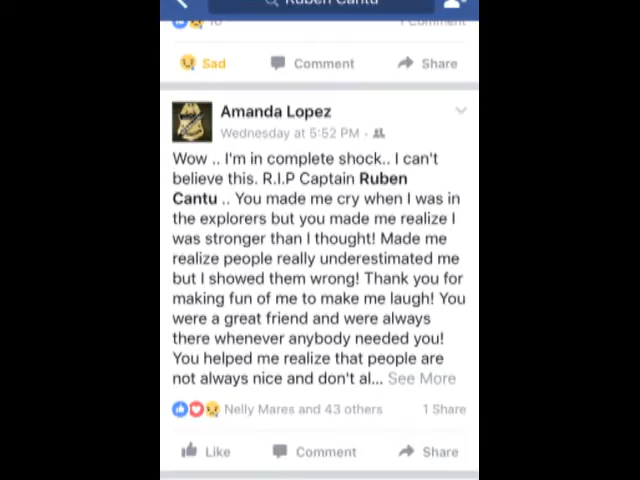 Ruben Cantu
10
1 Comment
Sad
Comment
Share
Amanda Lopez
Wednesday at 5:52 PM ·
Wow .. I'm in complete shock.. I can't
believe this. R.I.P Captain Ruben
Cantu .. You made me cry when I was in
the explorers but you made me realize I
was stronger than I thought! Made me
realize people really underestimated me
but I showed them wrong! Thank you for
making fun of me to make me laugh! You
were a great friend and were always
there whenever anybody needed you!
You helped me realize that people are
not always nice and don't al... See More
Nelly Mares and 43 others
1 Share
Like
Comment
Share